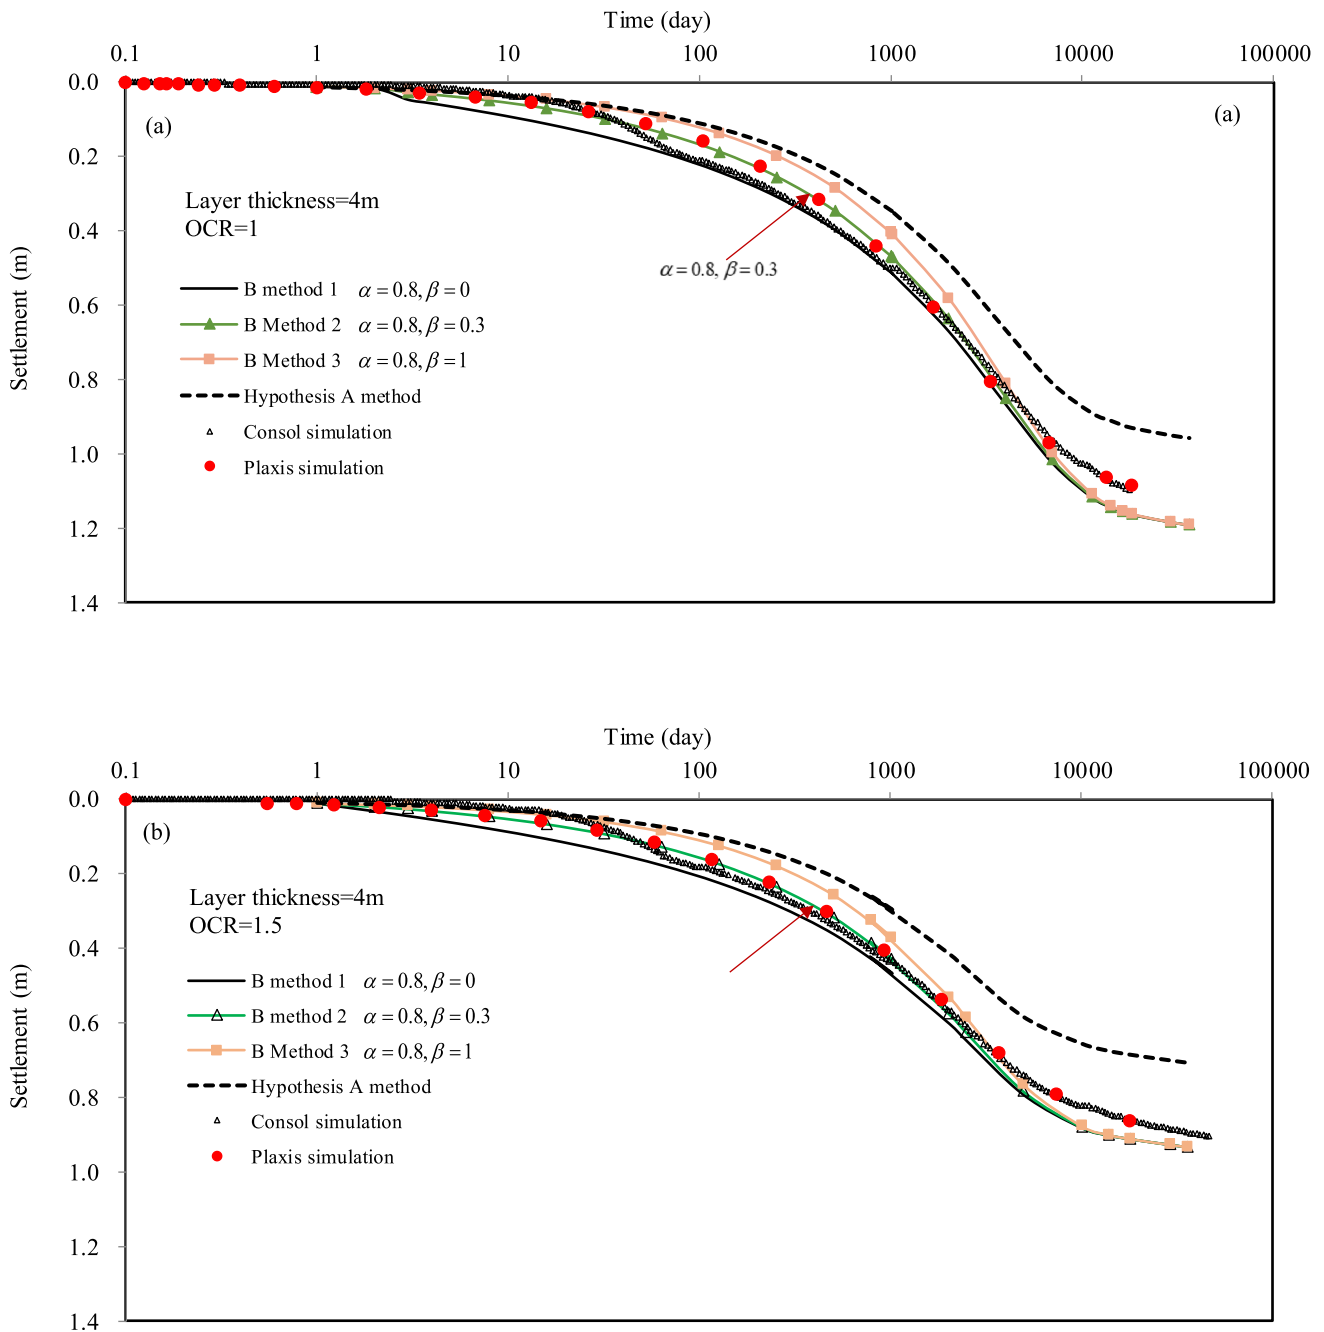 Time (day)
0.1 1 10 100 1000 10000 100000
0.0
(a) (a)
0.2
Layer thickness=4m
OCR=1
0.4
α = 0.8, β = 0.3
Settlement (m)
B method 1 α = 0.8, β = 0
0.6
B Method 2 α = 0.8, β = 0.3
B Method 3 α = 0.8, β = 1
0.8
Hypothesis A method
Consol simulation
1.0
Plaxis simulation
1.2
1.4
Time (day)
0.1 1 10 100 1000 10000 100000
0.0
(b)
0.2
Layer thickness=4m
OCR=1.5
0.4
Settlement (m)
B method 1 α = 0.8, β = 0
B method 2 α = 0.8, β = 0.3
0.6
B Method 3 α = 0.8, β = 1
Hypothesis A method
0.8
Consol simulation
Plaxis simulation
1.0
1.2
1.4